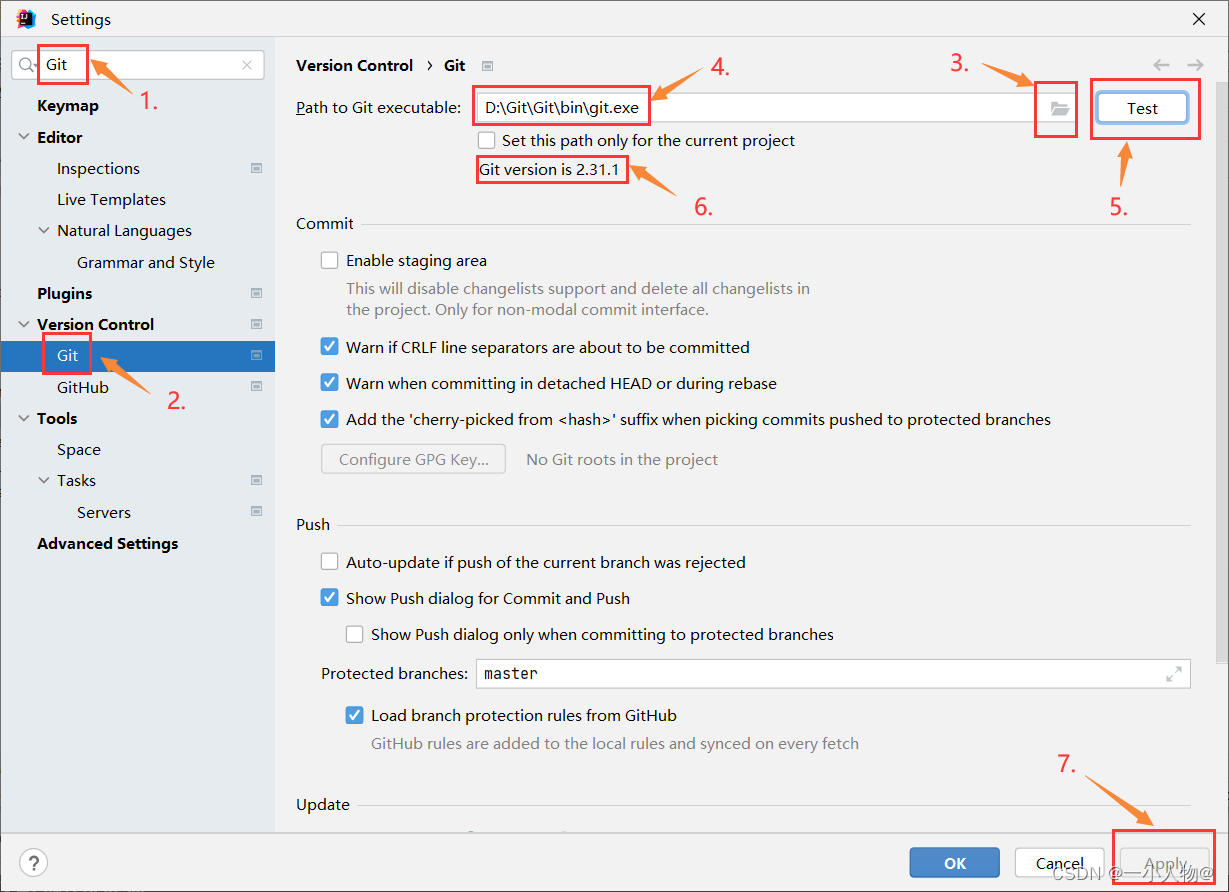 Settings
Git
1.
Keymap
Editor
Inspections
Live Templates
Natural Languages
Grammar and Style
Plugins
Version Control
Git
2.
GitHub
Tools
Space
Tasks
Servers
Advanced Settings
Version Control › Git
4.
3.
Path to Git executable: D:\Git\Git\bin\git.exe
Test
Set this path only for the current project
Git version is 2.31.1
6.
5.
Commit
Enable staging area
This will disable changelists support and delete all changelists in
the project. Only for non-modal commit interface.
Warn if CRLF line separators are about to be committed
Warn when committing in detached HEAD or during rebase
Add the 'cherry-picked from <hash>' suffix when picking commits pushed to protected branches
Configure GPG Key... No Git roots in the project
Push
Auto-update if push of the current branch was rejected
Show Push dialog for Commit and Push
Show Push dialog only when committing to protected branches
Protected branches: master
Load branch protection rules from GitHub
GitHub rules are added to the local rules and synced on every fetch
7.
Update
?
OK
Cancel
Apply
CSDN @一小人物@